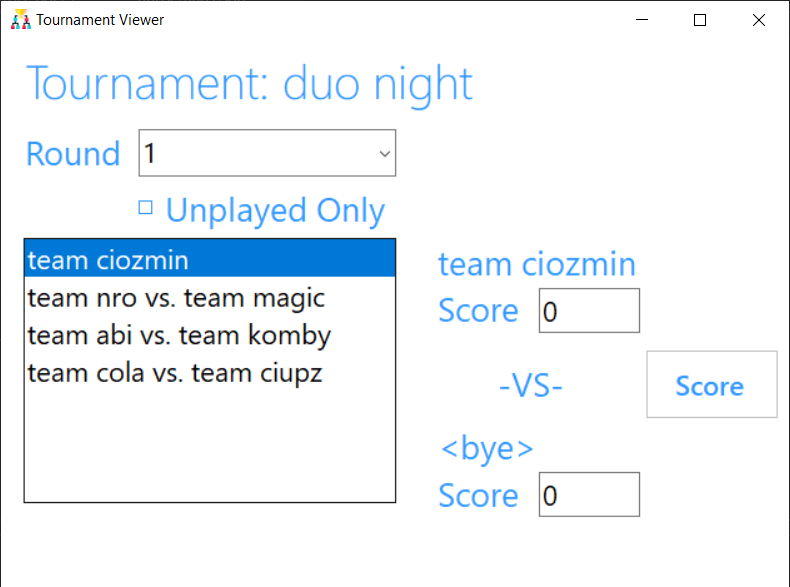 Tournament Viewer
Tournament: duo night
Round 1
Unplayed Only
team ciozmin
team nro vs. team magic
team abi vs. team komby
team cola vs. team ciupz
team ciozmin
Score 0
-VS-
Score
<bye>
Score 0